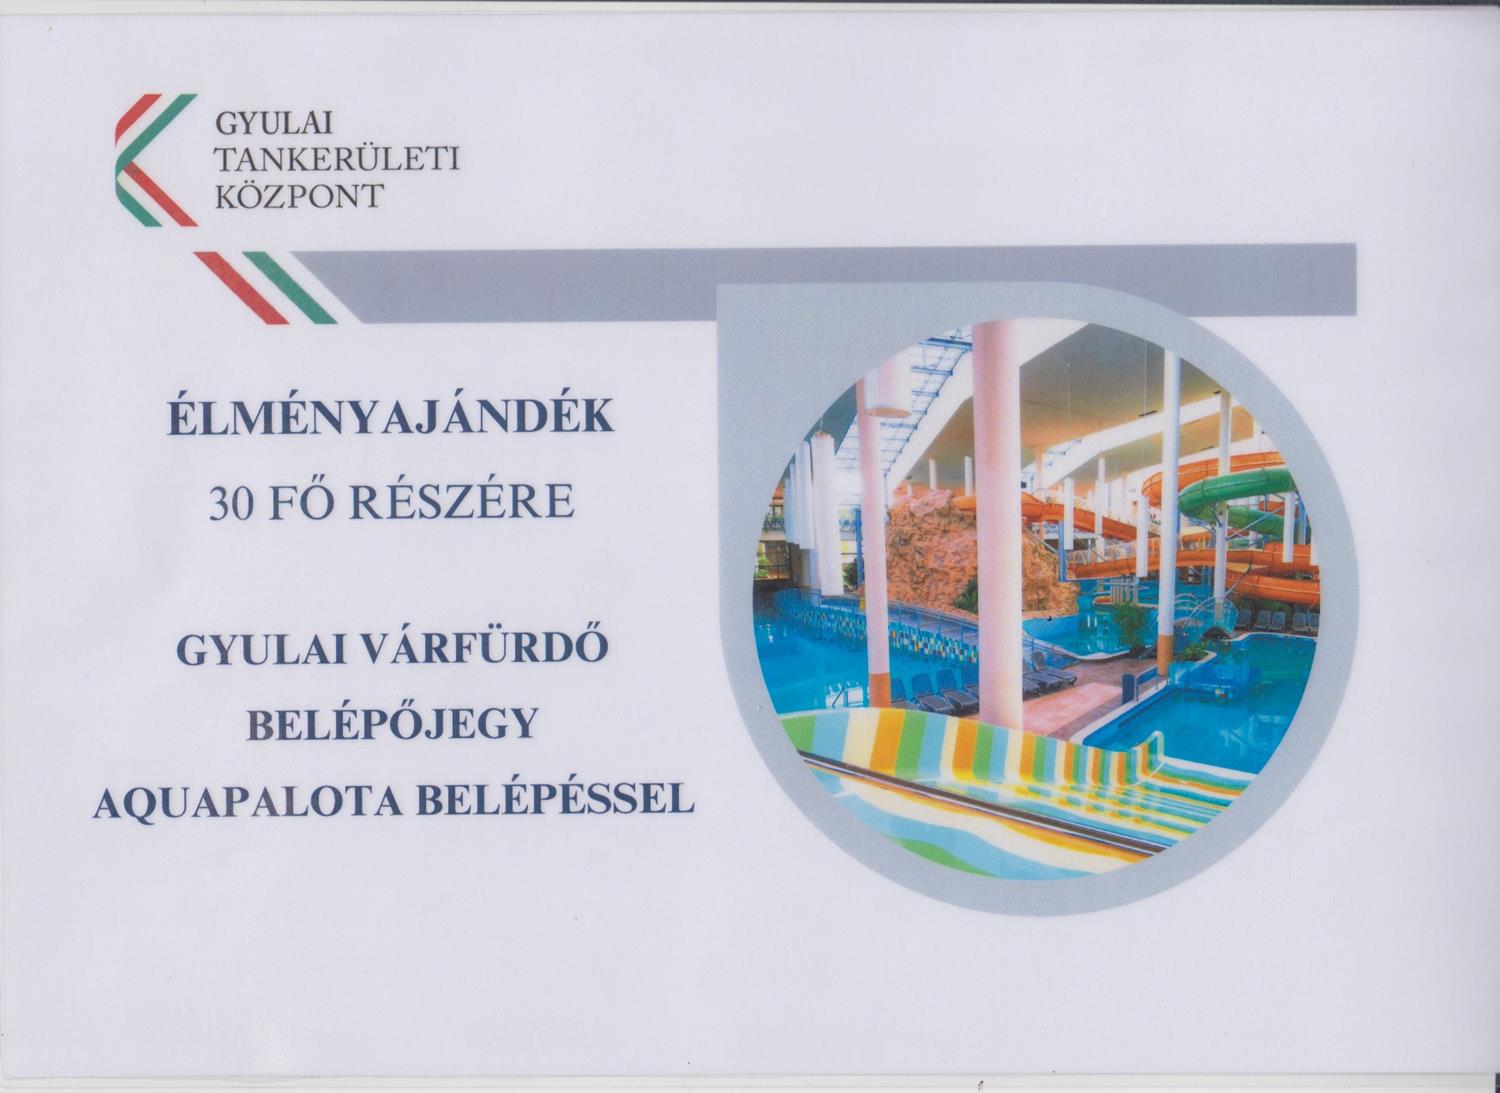 GYULAI
TANKERÜLETI
KÖZPONT
ÉLMÉNYAJÁNDÉK
30 FŐ RÉSZÉRE
GYULAI VÁRFÜRDŐ
BELÉPŐJEGY
AQUAPALOTA BELÉPÉSSEL